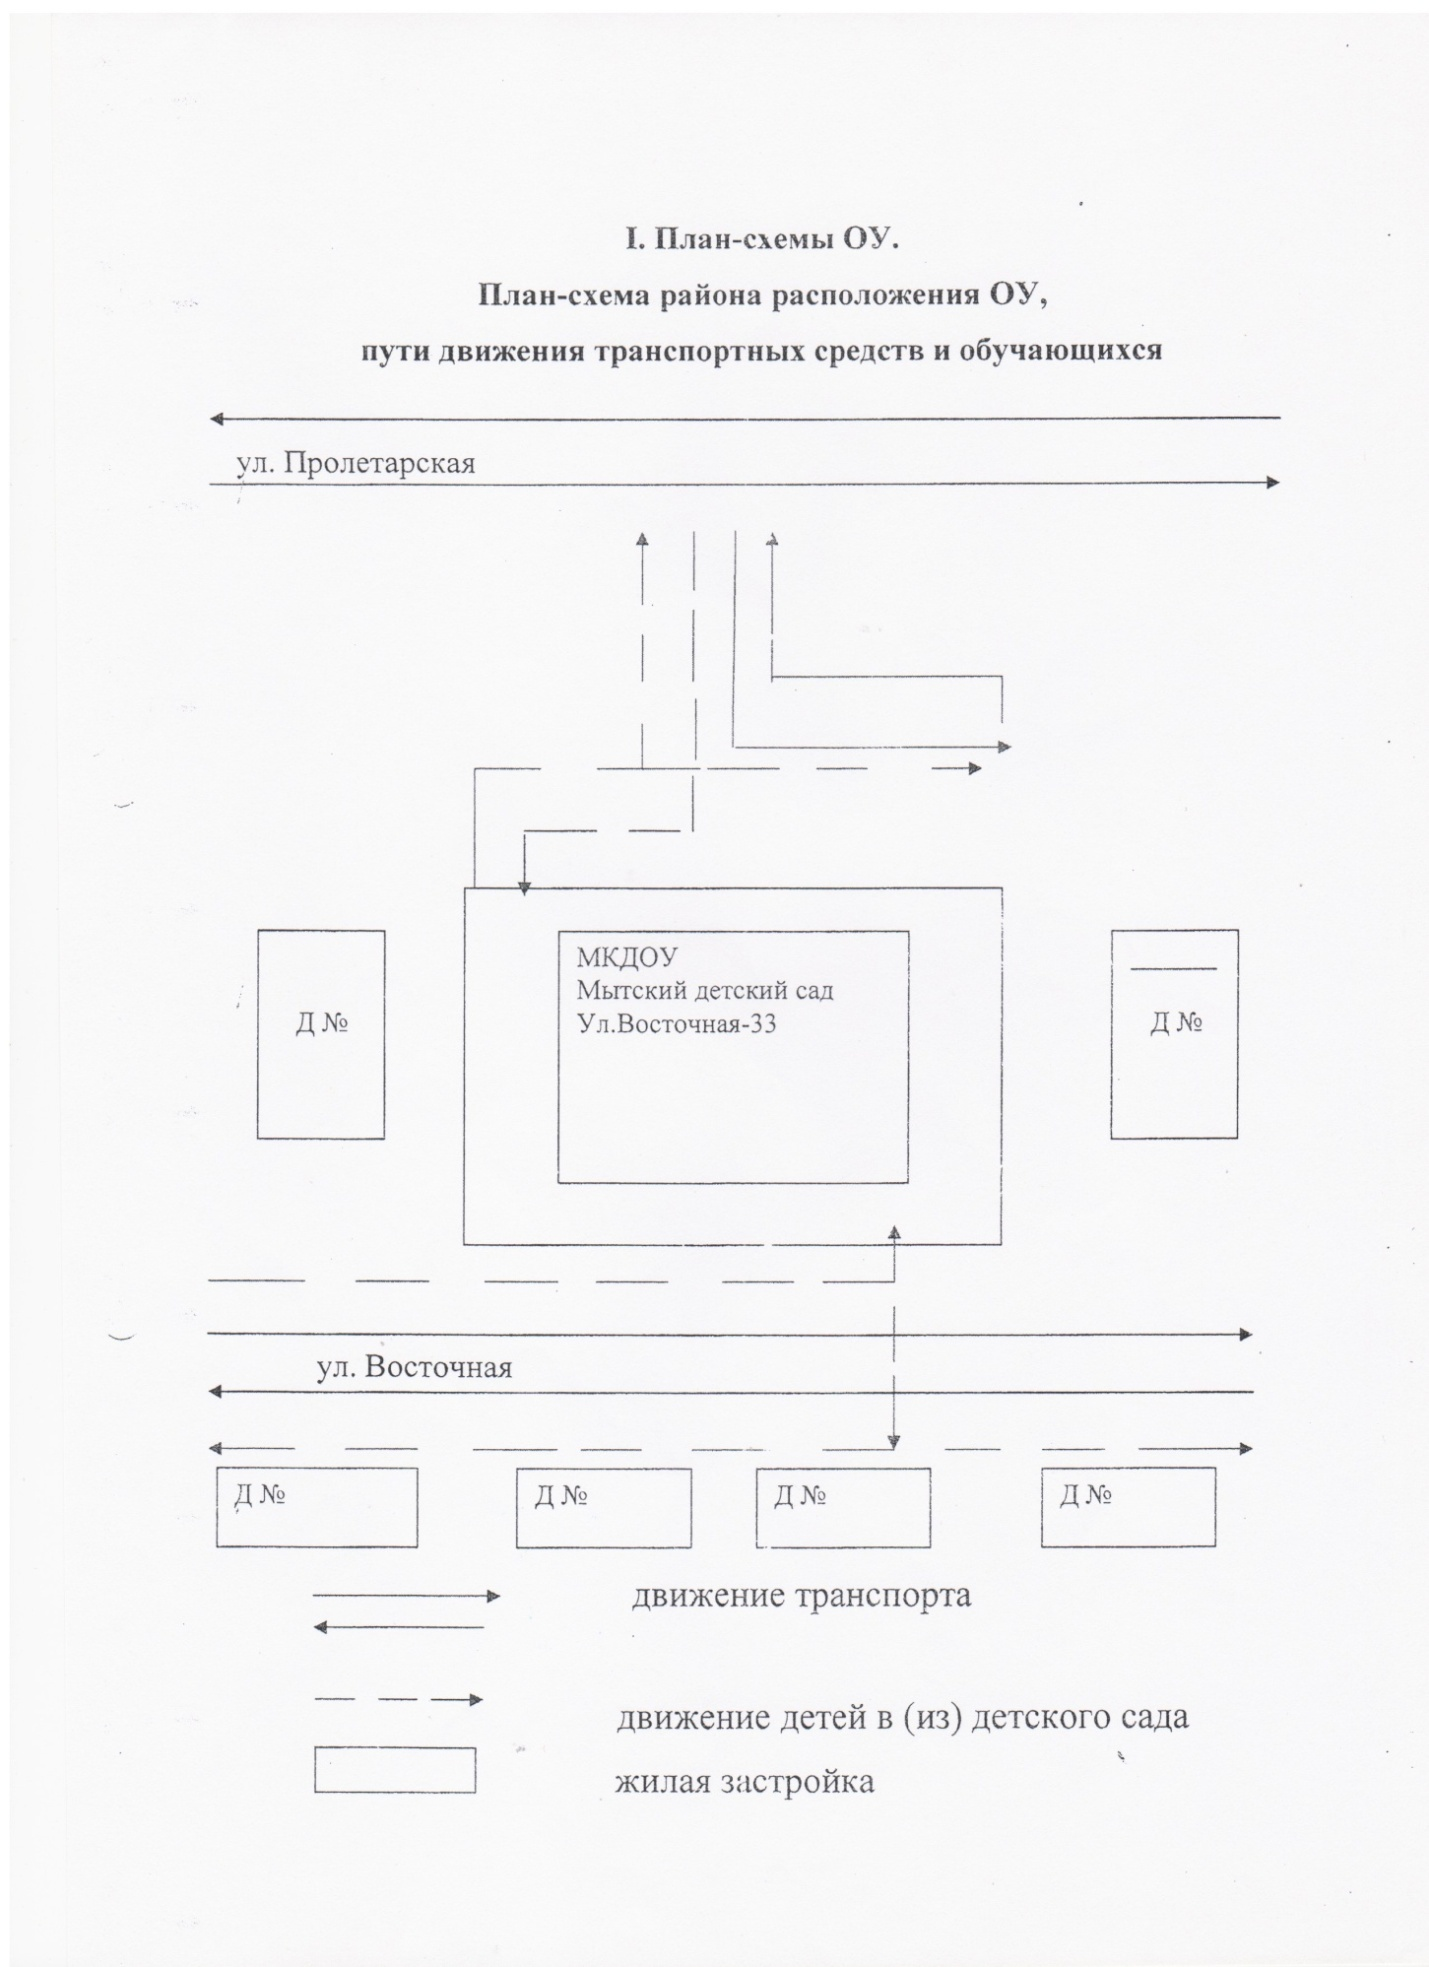 I. План-схемы ОУ.
План-схема района расположения ОУ,
пути движения транспортных средств и обучающихся
ул. Пролетарская
МКДОУ
Мытский детский сад
Ул.Восточная-33
Д №
Д №
ул. Восточная
Д №
Д №
Д №
Д №
движение транспорта
движение детей в (из) детского сада
жилая застройка